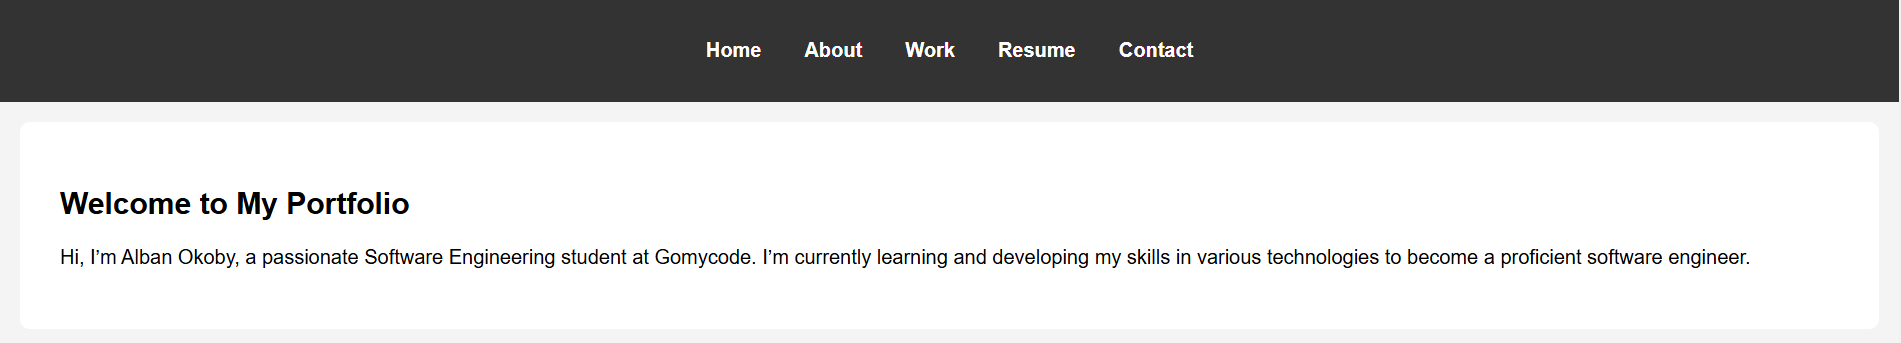 Home About Work Resume Contact
Welcome to My Portfolio
Hi, I’m Alban Okoby, a passionate Software Engineering student at Gomycode. I’m currently learning and developing my skills in various technologies to become a proficient software engineer.